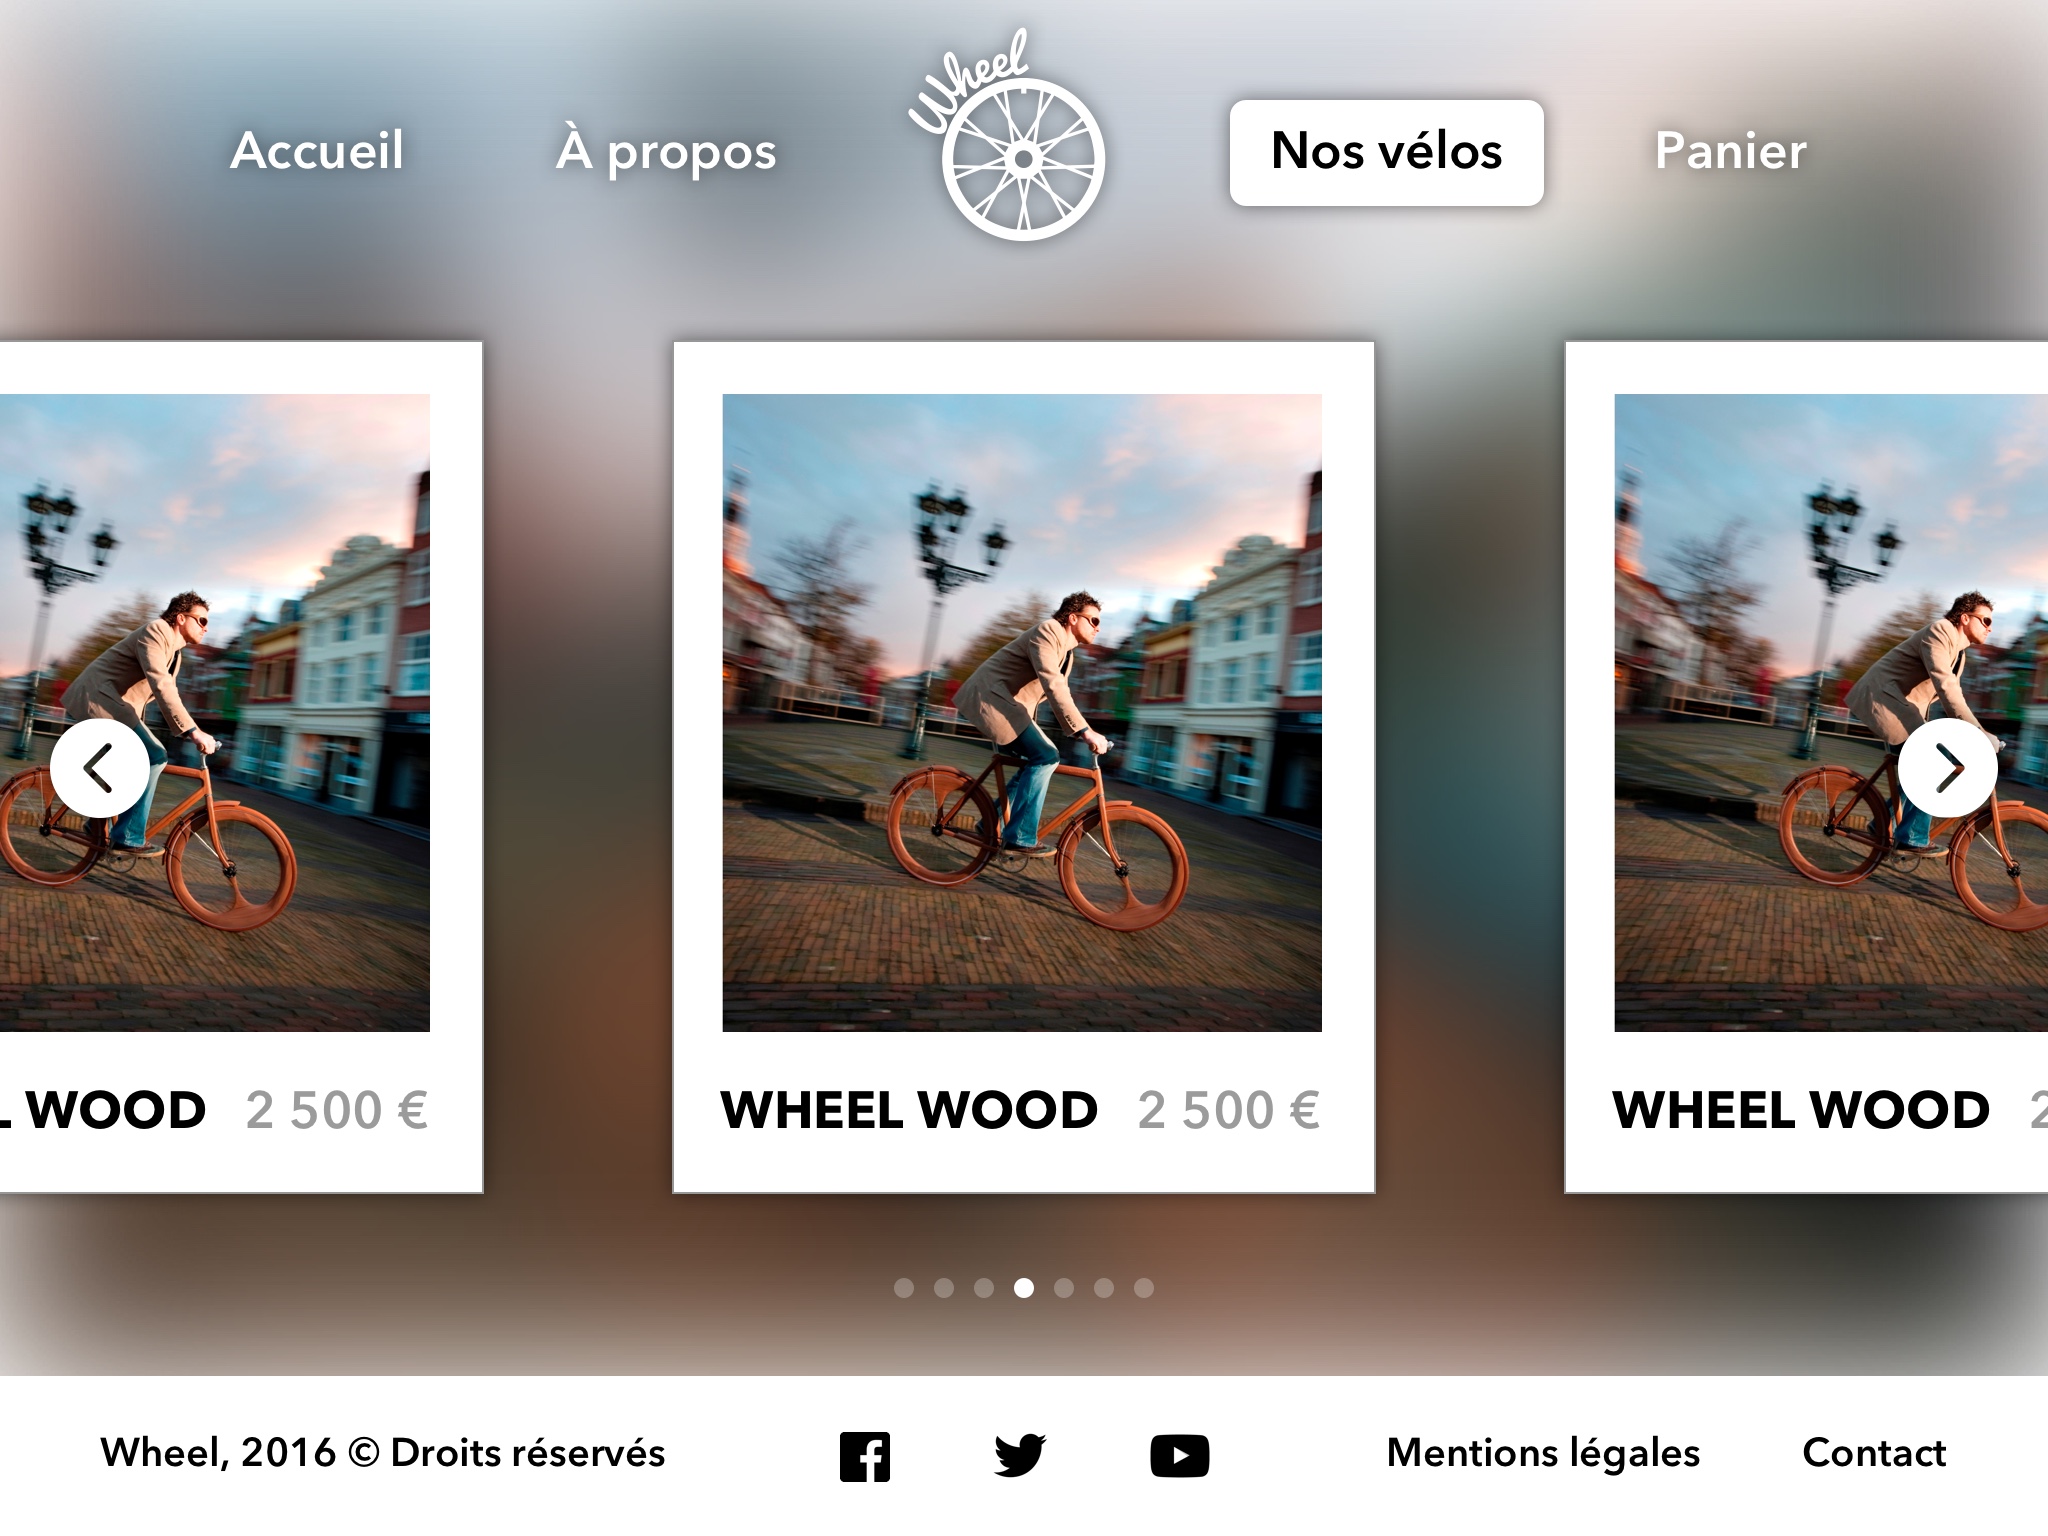 Wheel
Accueil
À propos
Nos vélos
Panier
L WOOD 2 500 €
WHEEL WOOD 2 500 €
WHEEL WOOD 2
Wheel, 2016 © Droits réservés
Mentions légales
Contact